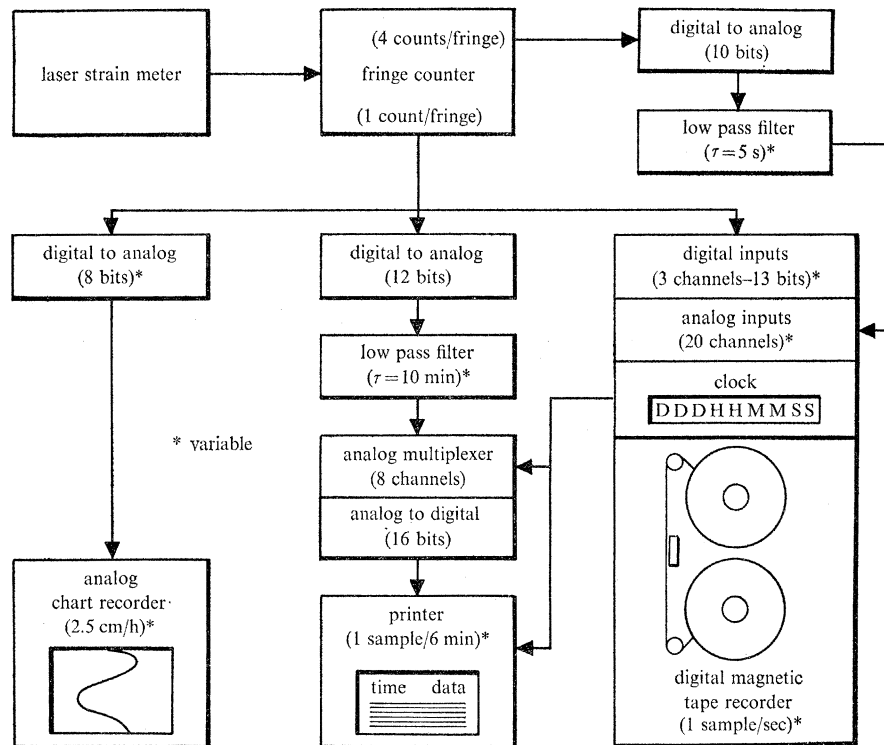 laser strain meter
(4 counts/fringe)
fringe counter
(1 count/fringe)
digital to analog
(10 bits)
low pass filter
(τ=5 s)*
digital to analog
(8 bits)*
digital to analog
(12 bits)
digital inputs
(3 channels–13 bits)*
analog inputs
(20 channels)*
low pass filter
(τ=10 min)*
clock
DDDHHMMSS
* variable
analog multiplexer
(8 channels)
analog to digital
(16 bits)
analog
chart recorder
(2.5 cm/h)*
printer
(1 sample/6 min)*
time data
digital magnetic
tape recorder
(1 sample/sec)*